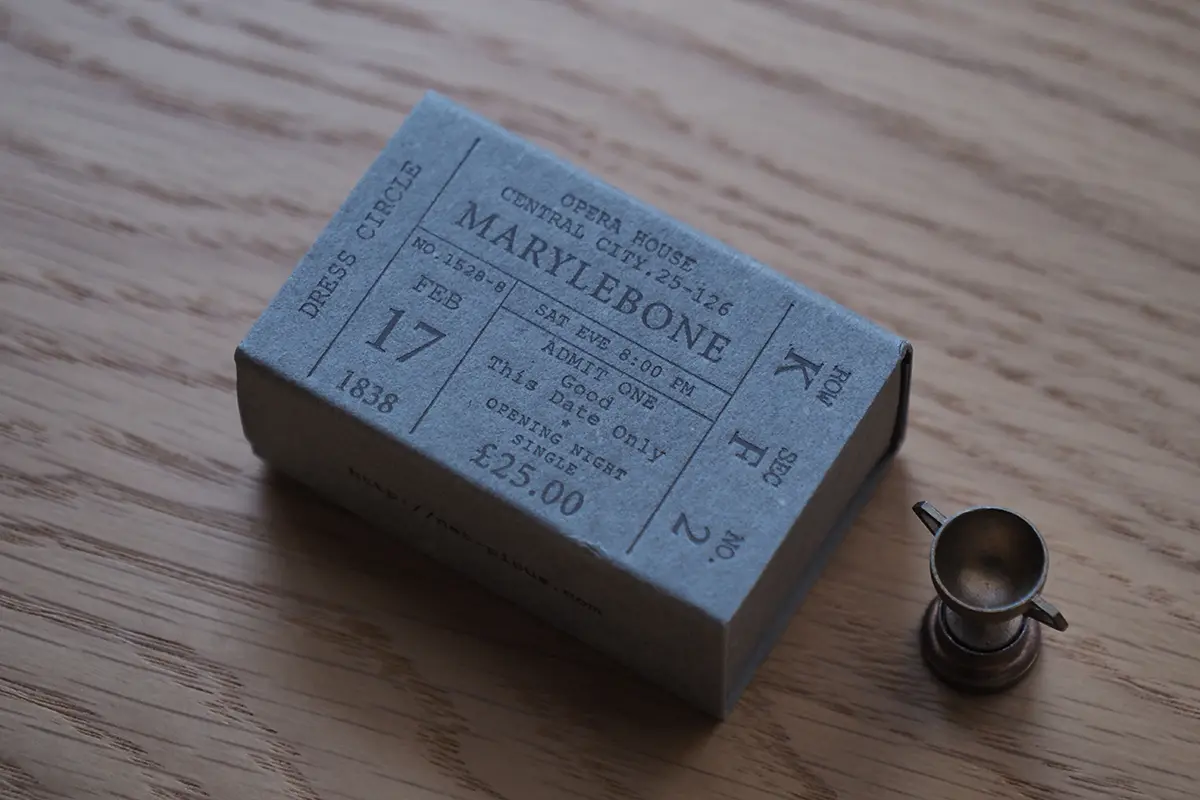 DRESS CIRCLE
OPERA HOUSE
CENTRAL CITY.25-126
MARYLEBONE
NO.1528-8
SAT EVE 8:00 PM
FEB
17
1838
ADMIT ONE
Good
This Date Only
*
OPENING NIGHT
SINGLE
£25.00
ROW
K
SEC
F
NO.
2